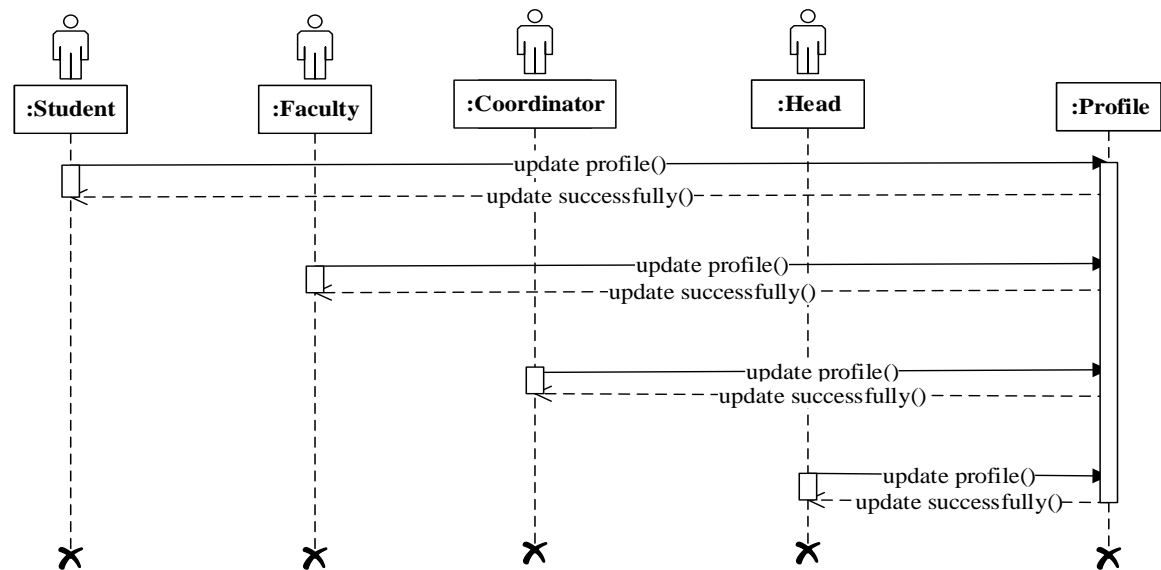 :Student
:Faculty
:Coordinator
:Head
:Profile
update profile()
update successfully()
update profile()
update successfully()
update profile()
update successfully()
update profile()
update successfully()